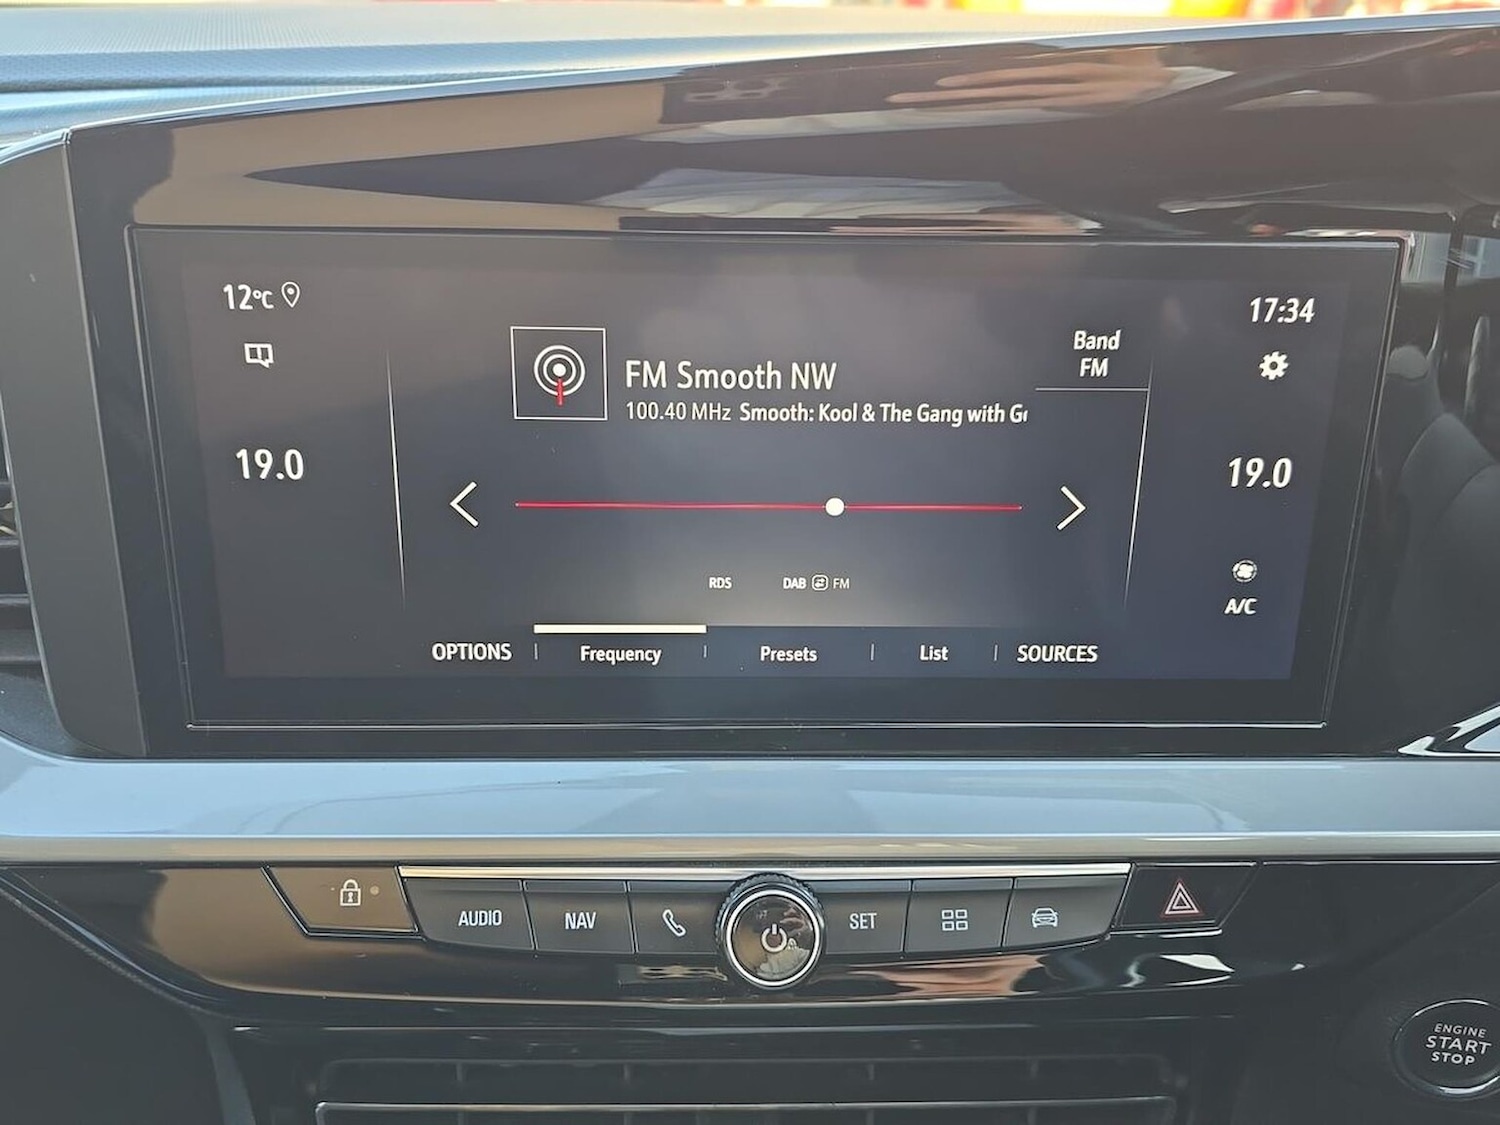 12°C
17:34
Band
FM
FM Smooth NW
100.40 MHz Smooth: Kool & The Gang with
19.0
19.0
RDS
DAB FM
A/C
OPTIONS Frequency Presets List SOURCES
AUDIO NAV SET
ENGINE
START
STOP